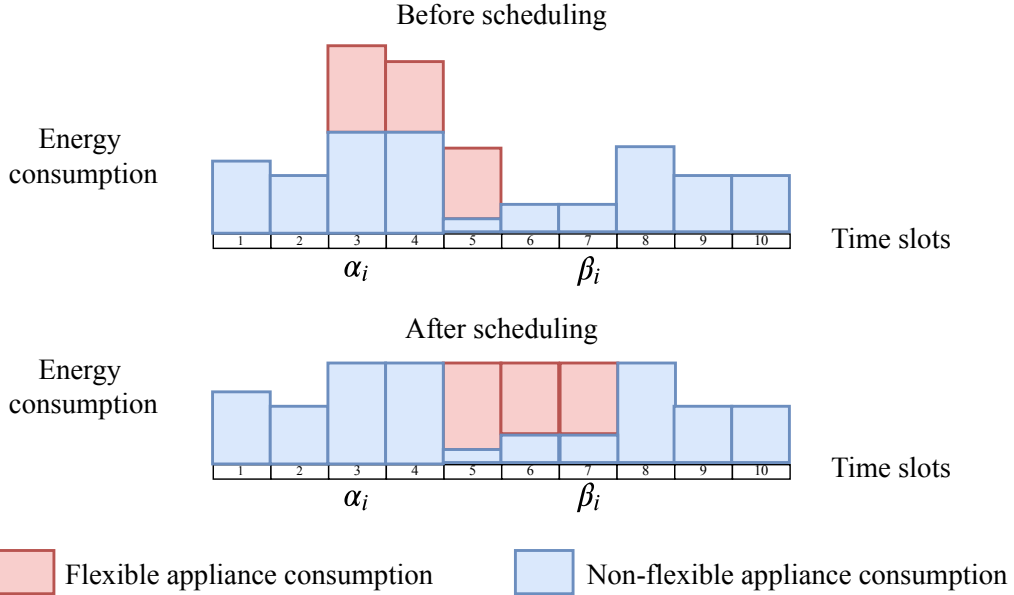 Before scheduling
Energy
consumption
1 2 3 4 5 6 7 8 9 10
Time slots
αᵢ βᵢ
After scheduling
Energy
consumption
1 2 3 4 5 6 7 8 9 10
Time slots
αᵢ βᵢ
Flexible appliance consumption
Non-flexible appliance consumption